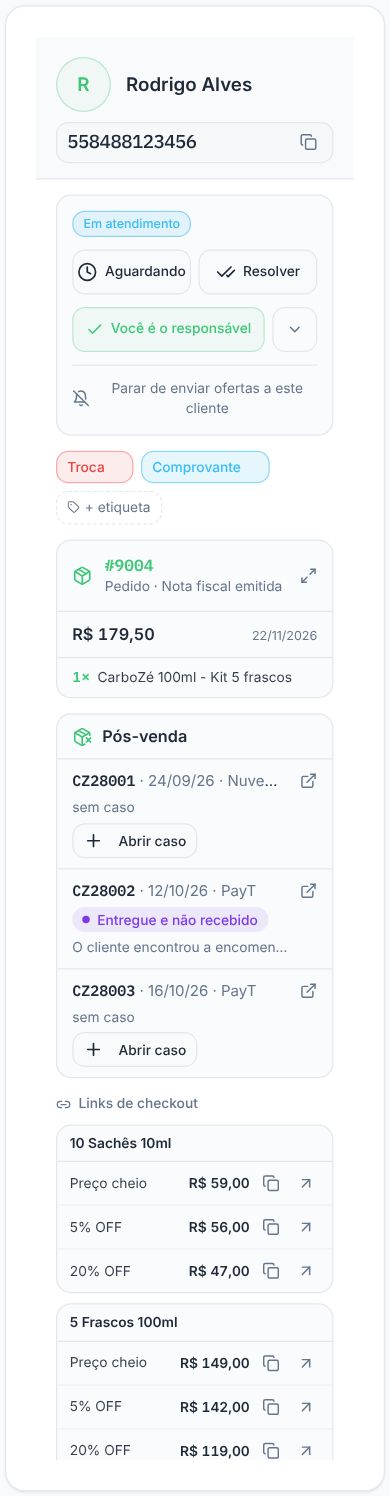 R
Rodrigo Alves
558488123456
Em atendimento
Aguardando
Resolver
Você é o responsável
Parar de enviar ofertas a este
cliente
Troca
Comprovante
+ etiqueta
#9004
Pedido · Nota fiscal emitida
R$ 179,50 22/11/2026
1× CarboZé 100ml - Kit 5 frascos
Pós-venda
CZ28001 · 24/09/26 · Nuve...
sem caso
Abrir caso
CZ28002 · 12/10/26 · PayT
Entregue e não recebido
O cliente encontrou a encomen...
CZ28003 · 16/10/26 · PayT
sem caso
Abrir caso
Links de checkout
10 Sachês 10ml
Preço cheio R$ 59,00
5% OFF R$ 56,00
20% OFF R$ 47,00
5 Frascos 100ml
Preço cheio R$ 149,00
5% OFF R$ 142,00
20% OFF R$ 119,00